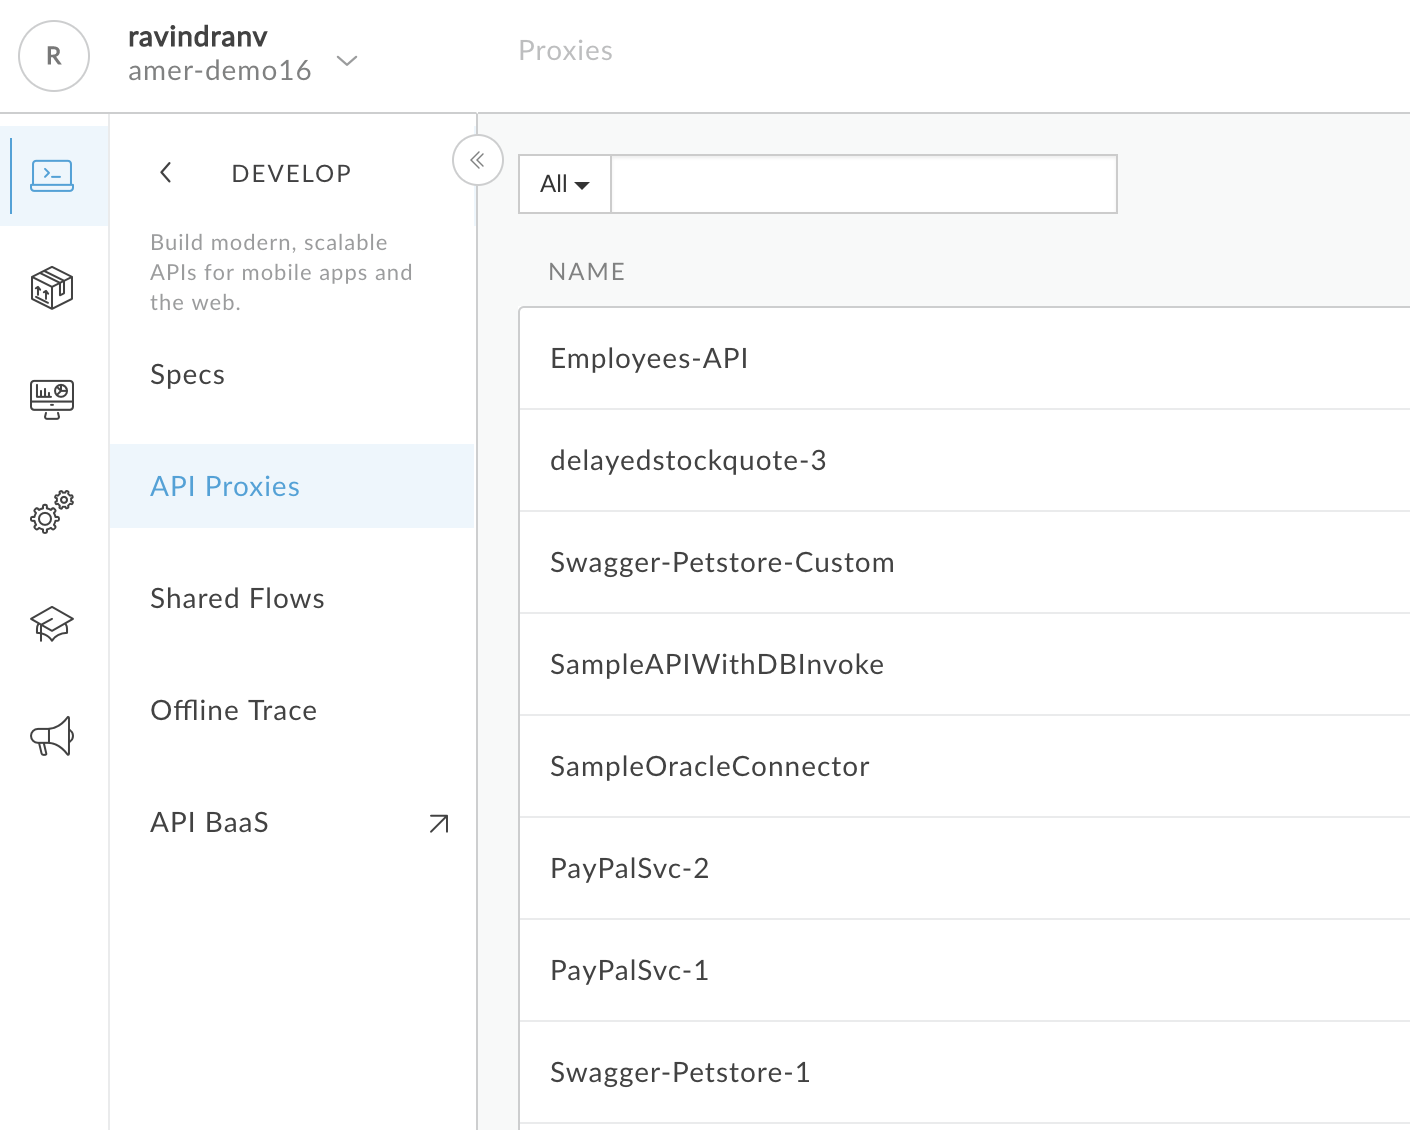 R
ravindranv
amer-demo16
Proxies
DEVELOP
Build modern, scalable
APIs for mobile apps and
the web.
Specs
API Proxies
Shared Flows
Offline Trace
API BaaS
All
NAME
Employees-API
delayedstockquote-3
Swagger-Petstore-Custom
SampleAPIWithDBInvoke
SampleOracleConnector
PayPalSvc-2
PayPalSvc-1
Swagger-Petstore-1